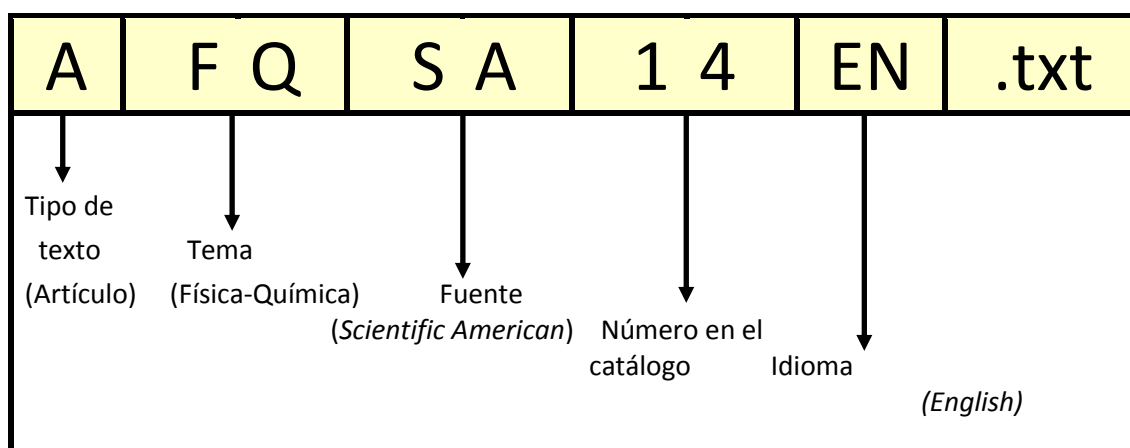 A F Q S A 1 4 EN .txt
Tipo de
texto
(Artículo)
Tema
(Física-Química)
Fuente
(Scientific American)
Número en el
catálogo
Idioma
(English)